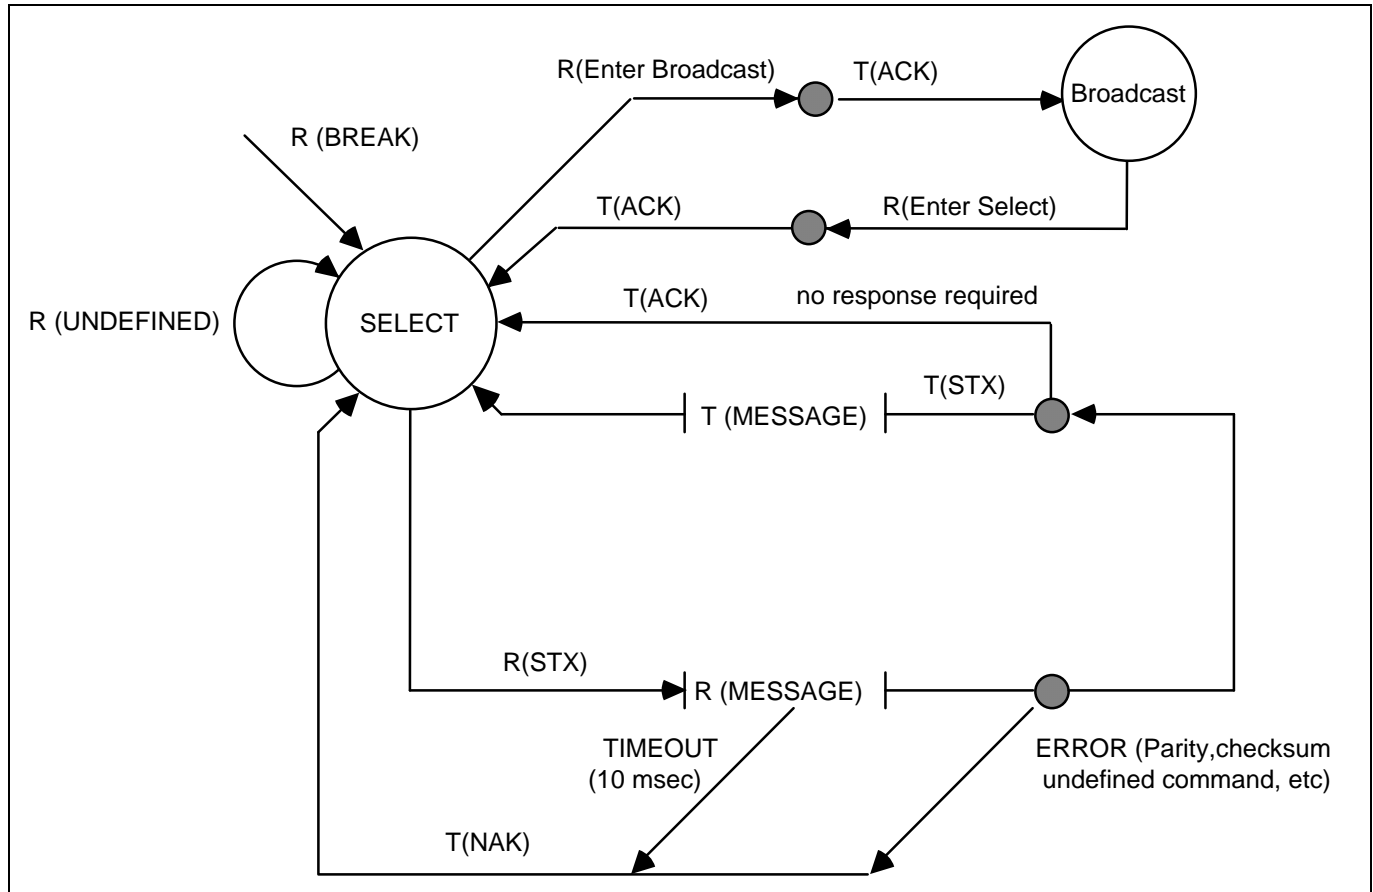 R(Enter Broadcast)
T(ACK)
Broadcast
R (BREAK)
T(ACK)
R(Enter Select)
T(ACK)
no response required
R (UNDEFINED)
SELECT
T(STX)
T (MESSAGE)
R(STX)
R (MESSAGE)
TIMEOUT
(10 msec)
ERROR (Parity,checksum
undefined command, etc)
T(NAK)